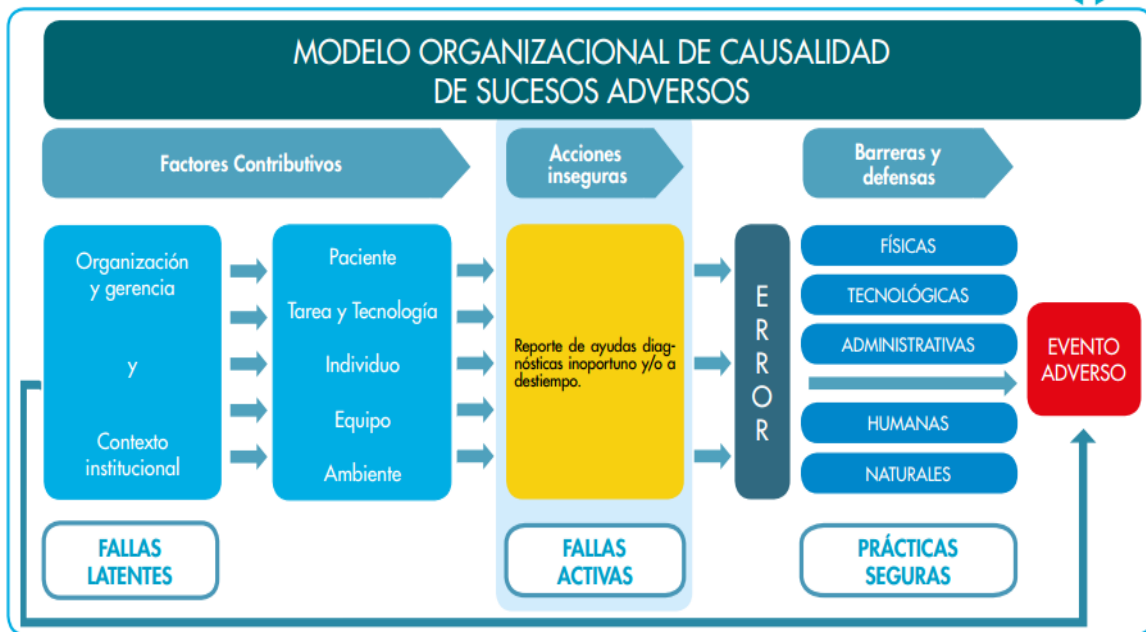 MODELO ORGANIZACIONAL DE CAUSALIDAD
DE SUCESOS ADVERSOS
Factores Contributivos
Acciones
inseguras
Barreras y
defensas
Organización
y gerencia
y
Contexto
institucional
Paciente
Tarea y Tecnología
Individuo
Equipo
Ambiente
Reporte de ayudas diag-
nósticas inoportuno y/o a
destiempo.
E
R
R
O
R
FÍSICAS
TECNOLÓGICAS
ADMINISTRATIVAS
HUMANAS
NATURALES
EVENTO
ADVERSO
FALLAS
LATENTES
FALLAS
ACTIVAS
PRÁCTICAS
SEGURAS